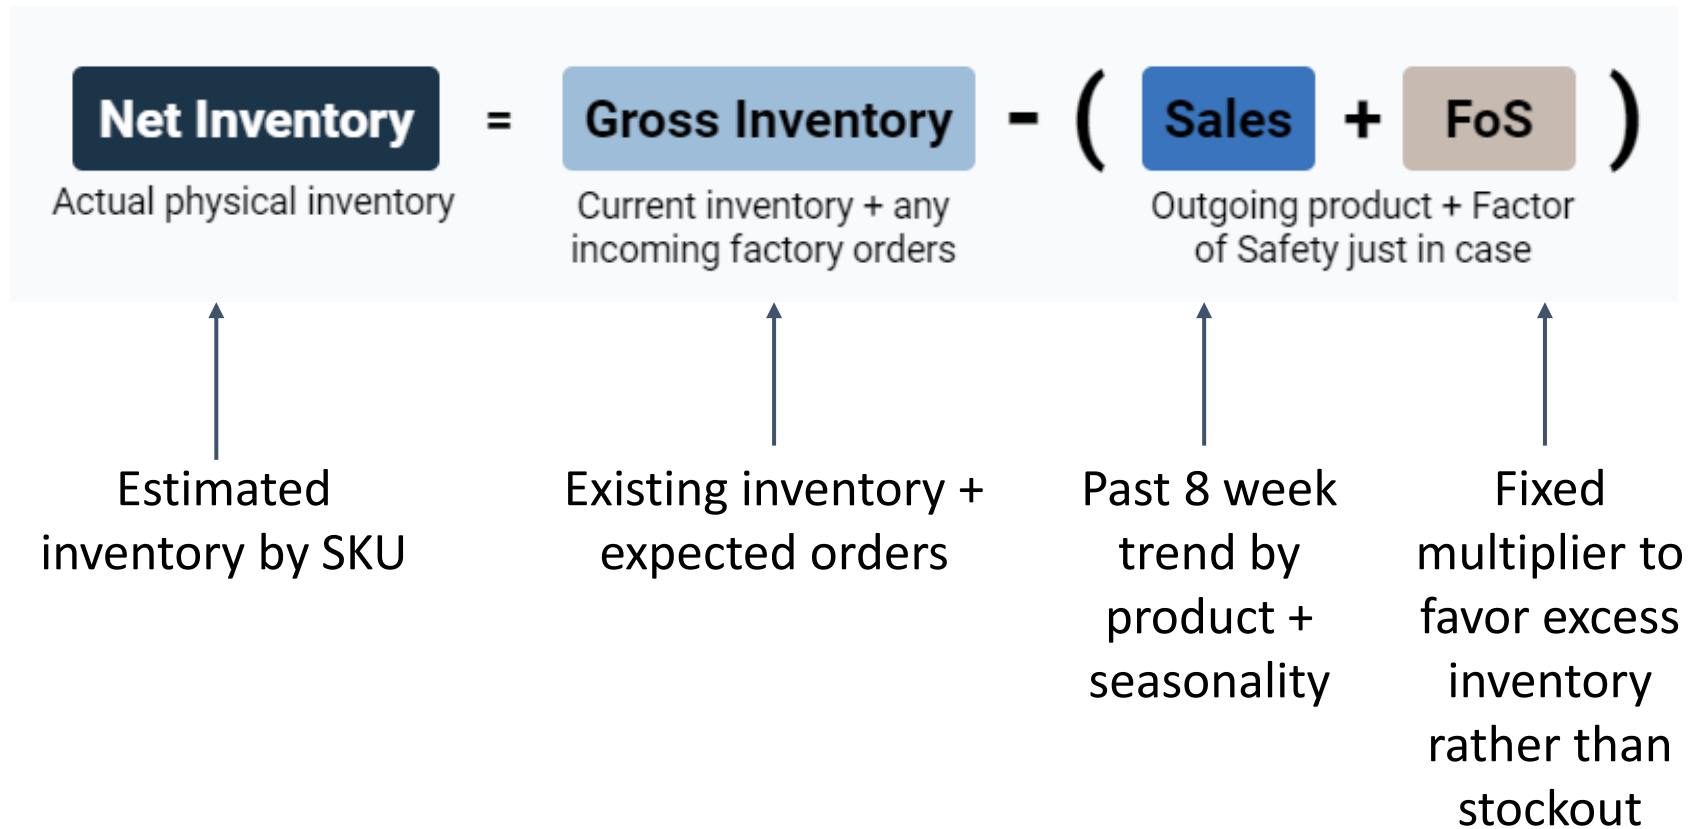 Net Inventory = Gross Inventory - ( Sales + FoS )
Actual physical inventory
Current inventory + any
incoming factory orders
Outgoing product + Factor
of Safety just in case
Estimated
inventory by SKU
Existing inventory +
expected orders
Past 8 week
trend by
product +
seasonality
Fixed
multiplier to
favor excess
inventory
rather than
stockout